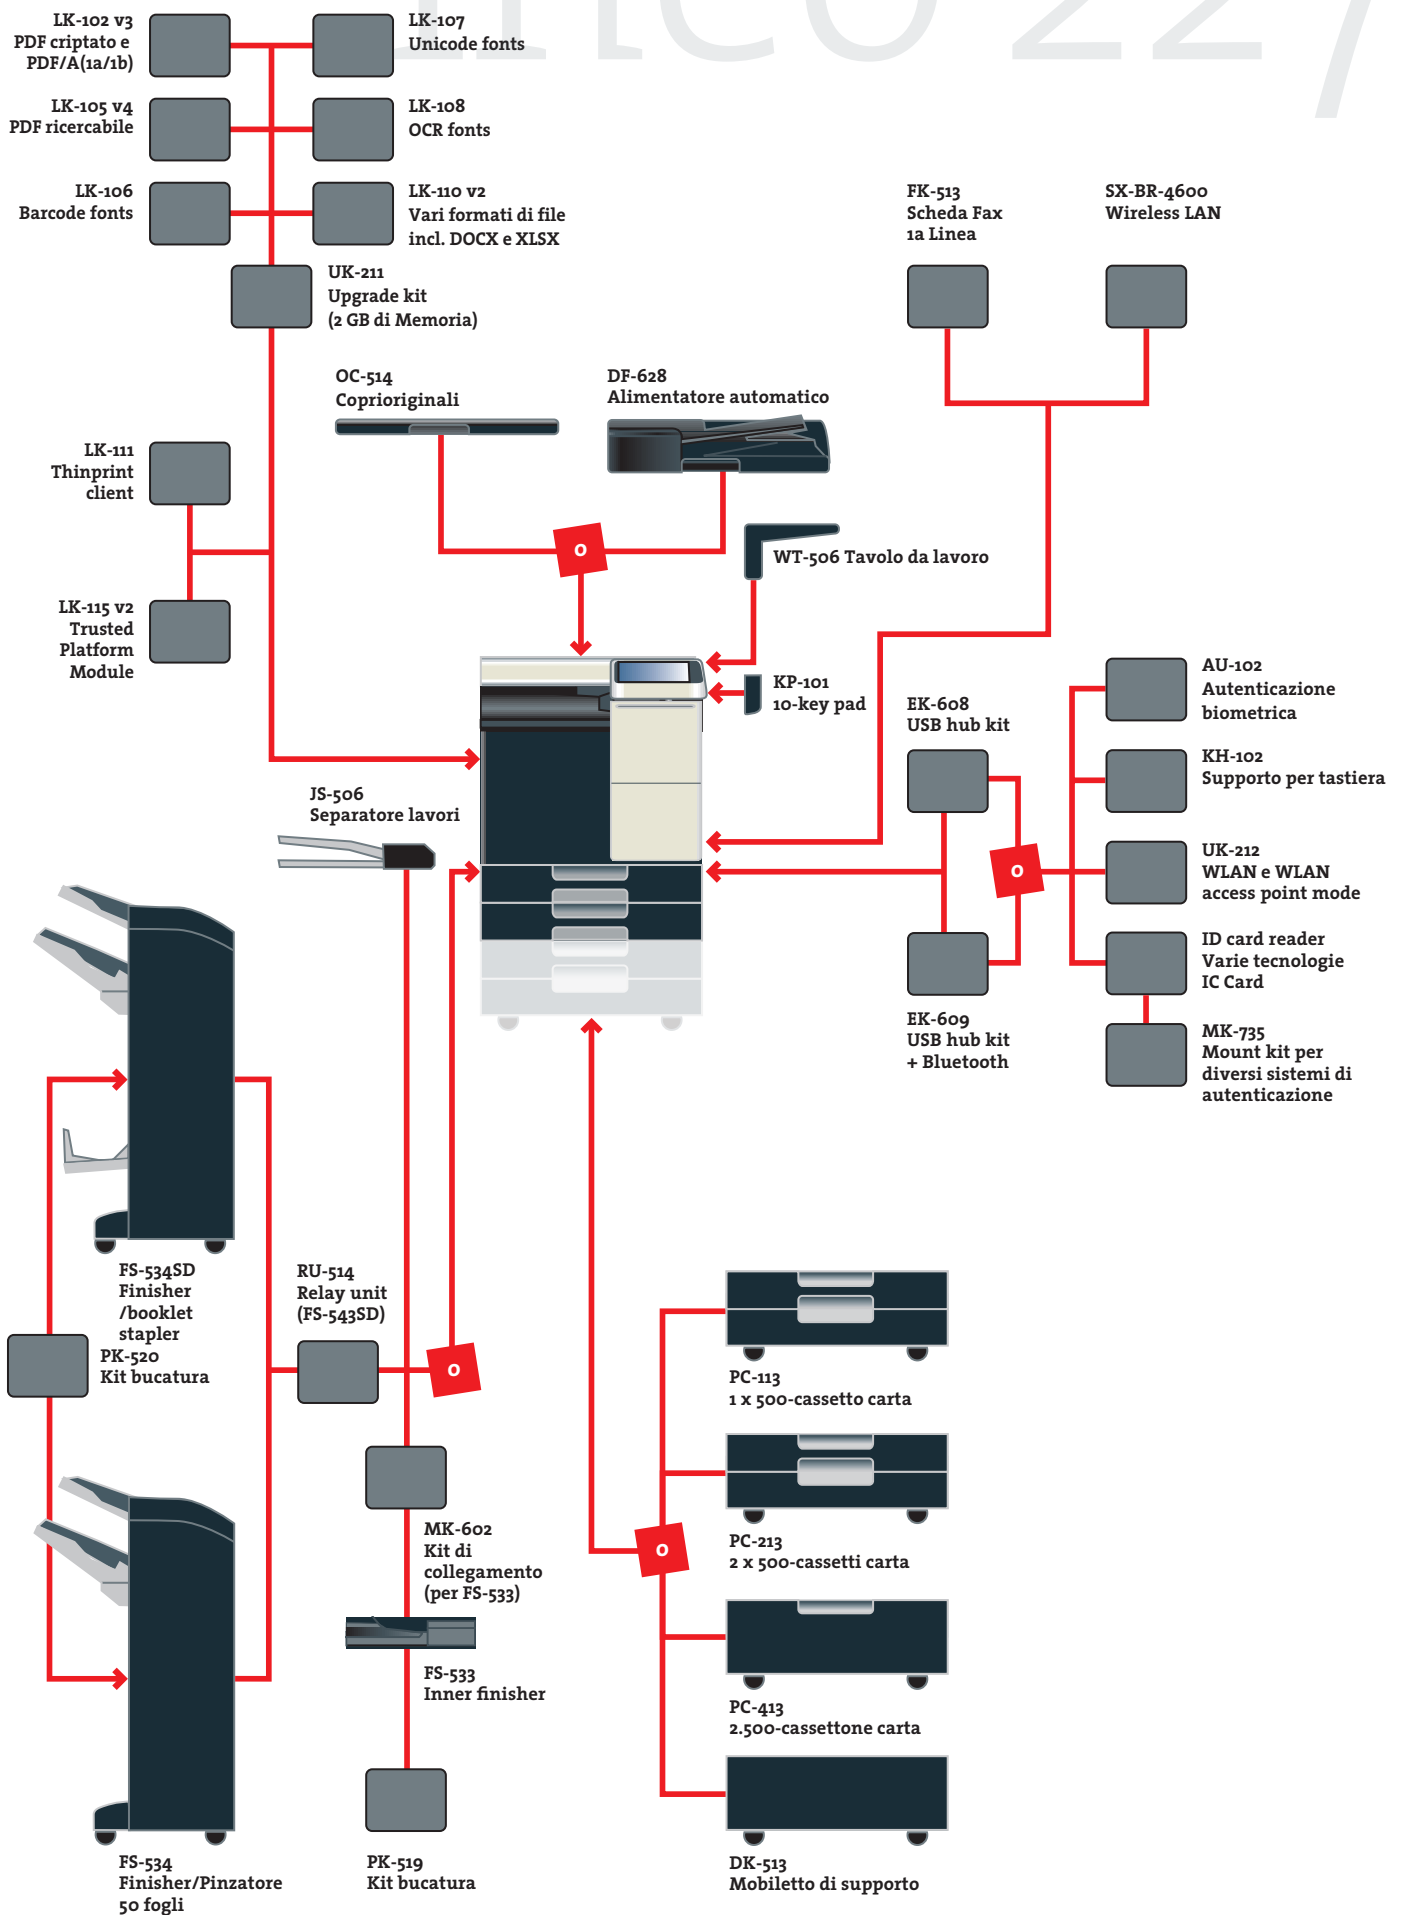 ineo 227
LK-102 v3
PDF criptato e
PDF/A(1a/1b)
LK-107
Unicode fonts
LK-105 v4
PDF ricercabile
LK-108
OCR fonts
LK-106
Barcode fonts
LK-110 v2
Vari formati di file
incl. DOCX e XLSX
UK-211
Upgrade kit
(2 GB di Memoria)
FK-513
Scheda Fax
1a Linea
SX-BR-4600
Wireless LAN
OC-514
Coprioriginali
DF-628
Alimentatore automatico
LK-111
Thinprint
client
O
WT-506 Tavolo da lavoro
LK-115 v2
Trusted
Platform
Module
KP-101
10-key pad
EK-608
USB hub kit
AU-102
Autenticazione
biometrica
KH-102
Supporto per tastiera
JS-506
Separatore lavori
O
UK-212
WLAN e WLAN
access point mode
ID card reader
Varie tecnologie
IC Card
EK-609
USB hub kit
+ Bluetooth
MK-735
Mount kit per
diversi sistemi di
autenticazione
FS-534SD
Finisher
/booklet
stapler
RU-514
Relay unit
(FS-543SD)
PK-520
Kit bucatura
O
PC-113
1 x 500-cassetto carta
MK-602
Kit di
collegamento
(per FS-533)
O
PC-213
2 x 500-cassetti carta
FS-533
Inner finisher
PC-413
2.500-cassettone carta
FS-534
Finisher/Pinzatore
50 fogli
PK-519
Kit bucatura
DK-513
Mobiletto di supporto